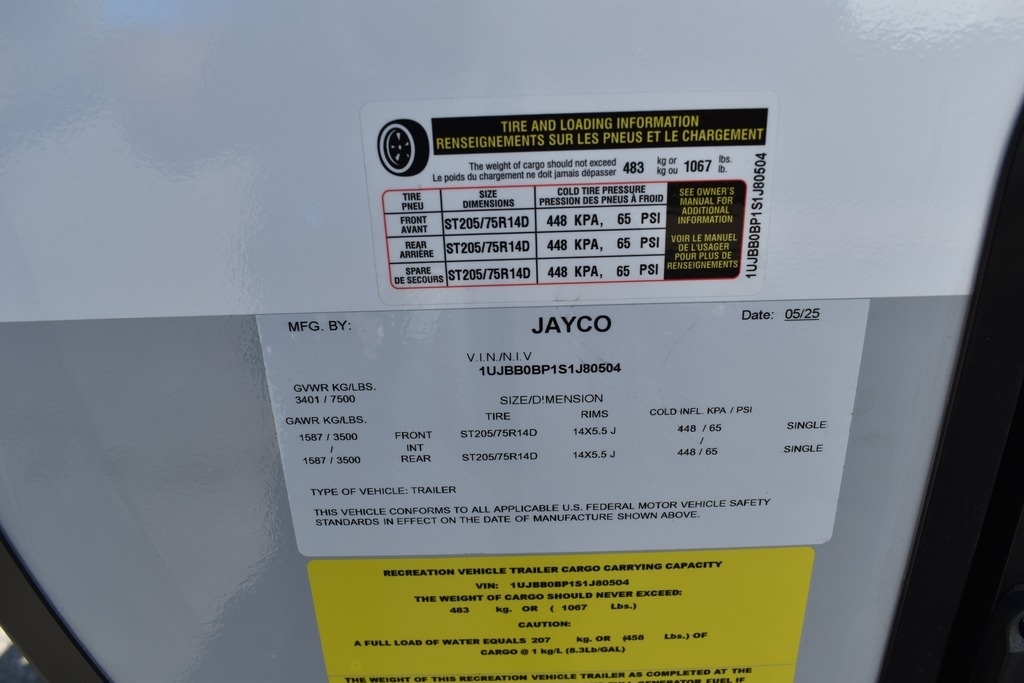 TIRE AND LOADING INFORMATION
RENSEIGNEMENTS SUR LES PNEUS ET LE CHARGEMENT
The weight of cargo should not exceed 483 kg or 1067 lbs.
Le poids du chargement ne doit jamais dépasser kg ou lb.
TIRE PNEU SIZE DIMENSIONS COLD TIRE PRESSURE PRESSION DES PNEUS À FROID
FRONT AVANT ST205/75R14D 448 KPA, 65 PSI
REAR ARRIÈRE ST205/75R14D 448 KPA, 65 PSI
SPARE DE SECOURS ST205/75R14D 448 KPA, 65 PSI
SEE OWNER'S
MANUAL FOR
ADDITIONAL
INFORMATION
VOIR LE MANUEL
DE L'USAGER
POUR PLUS DE
RENSEIGNEMENTS
1UJBB0BP1S1J80504
MFG. BY: JAYCO Date: 05/25
V.I.N./N.I.V
1UJBB0BP1S1J80504
GVWR KG/LBS.
3401 / 7500
SIZE/DIMENSION
GAWR KG/LBS. TIRE RIMS COLD INFL. KPA / PSI
1587 / 3500 FRONT ST205/75R14D 14X5.5 J 448 / 65 SINGLE
/ INT /
1587 / 3500 REAR ST205/75R14D 14X5.5 J 448 / 65 SINGLE
TYPE OF VEHICLE: TRAILER
THIS VEHICLE CONFORMS TO ALL APPLICABLE U.S. FEDERAL MOTOR VEHICLE SAFETY
STANDARDS IN EFFECT ON THE DATE OF MANUFACTURE SHOWN ABOVE.
RECREATION VEHICLE TRAILER CARGO CARRYING CAPACITY
VIN: 1UJBB0BP1S1J80504
THE WEIGHT OF CARGO SHOULD NEVER EXCEED:
483 kg. OR ( 1067 Lbs.)
CAUTION:
A FULL LOAD OF WATER EQUALS 207 kg. OR (458 Lbs.) OF
CARGO @ 1 kg/L (8.3Lb/GAL)
THE WEIGHT OF THIS RECREATION VEHICLE TRAILER AS COMPLETED AT THE
GENERATOR FUEL IF